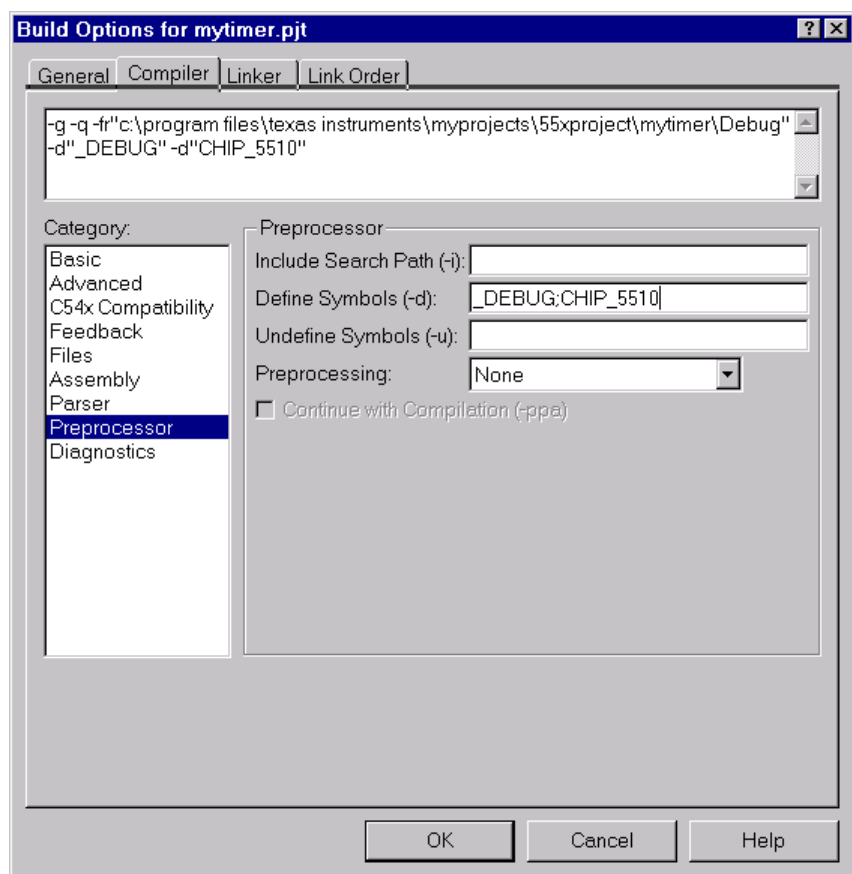 Build Options for mytimer.pjt
General Compiler Linker Link Order
-g -q -fr"c:\program files\texas instruments\myprojects\55xproject\mytimer\Debug"
-d"_DEBUG" -d"CHIP_5510"
Category:
Basic
Advanced
C54x Compatibility
Feedback
Files
Assembly
Parser
Preprocessor
Diagnostics
Preprocessor
Include Search Path (-i):
Define Symbols (-d): _DEBUG;CHIP_5510
Undefine Symbols (-u):
Preprocessing: None
Continue with Compilation (-ppa)
OK Cancel Help